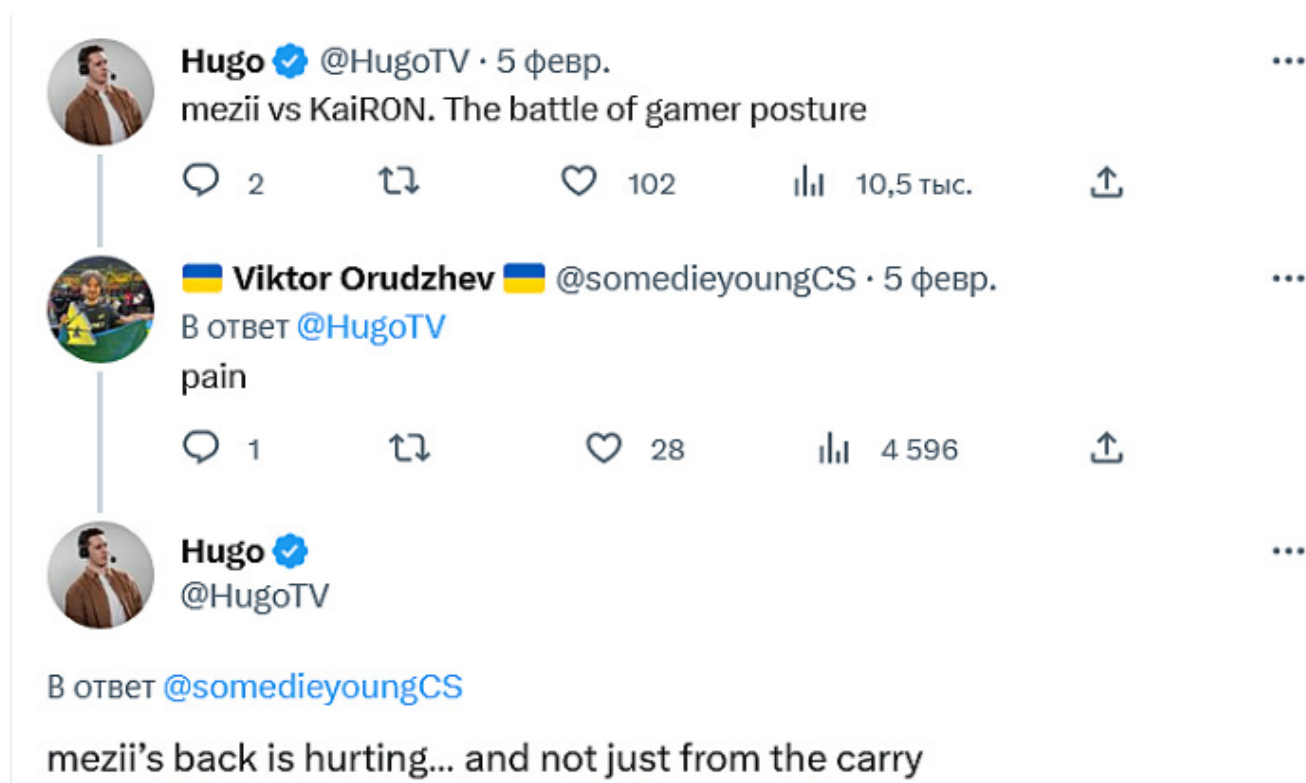 Hugo @HugoTV · 5 февр.
mezii vs KaiR0N. The battle of gamer posture
2 102 10,5 тыс.
Viktor Orudzhev @somedieyoungCS · 5 февр.
В ответ @HugoTV
pain
1 28 4 596
Hugo
@HugoTV
В ответ @somedieyoungCS
mezii’s back is hurting... and not just from the carry